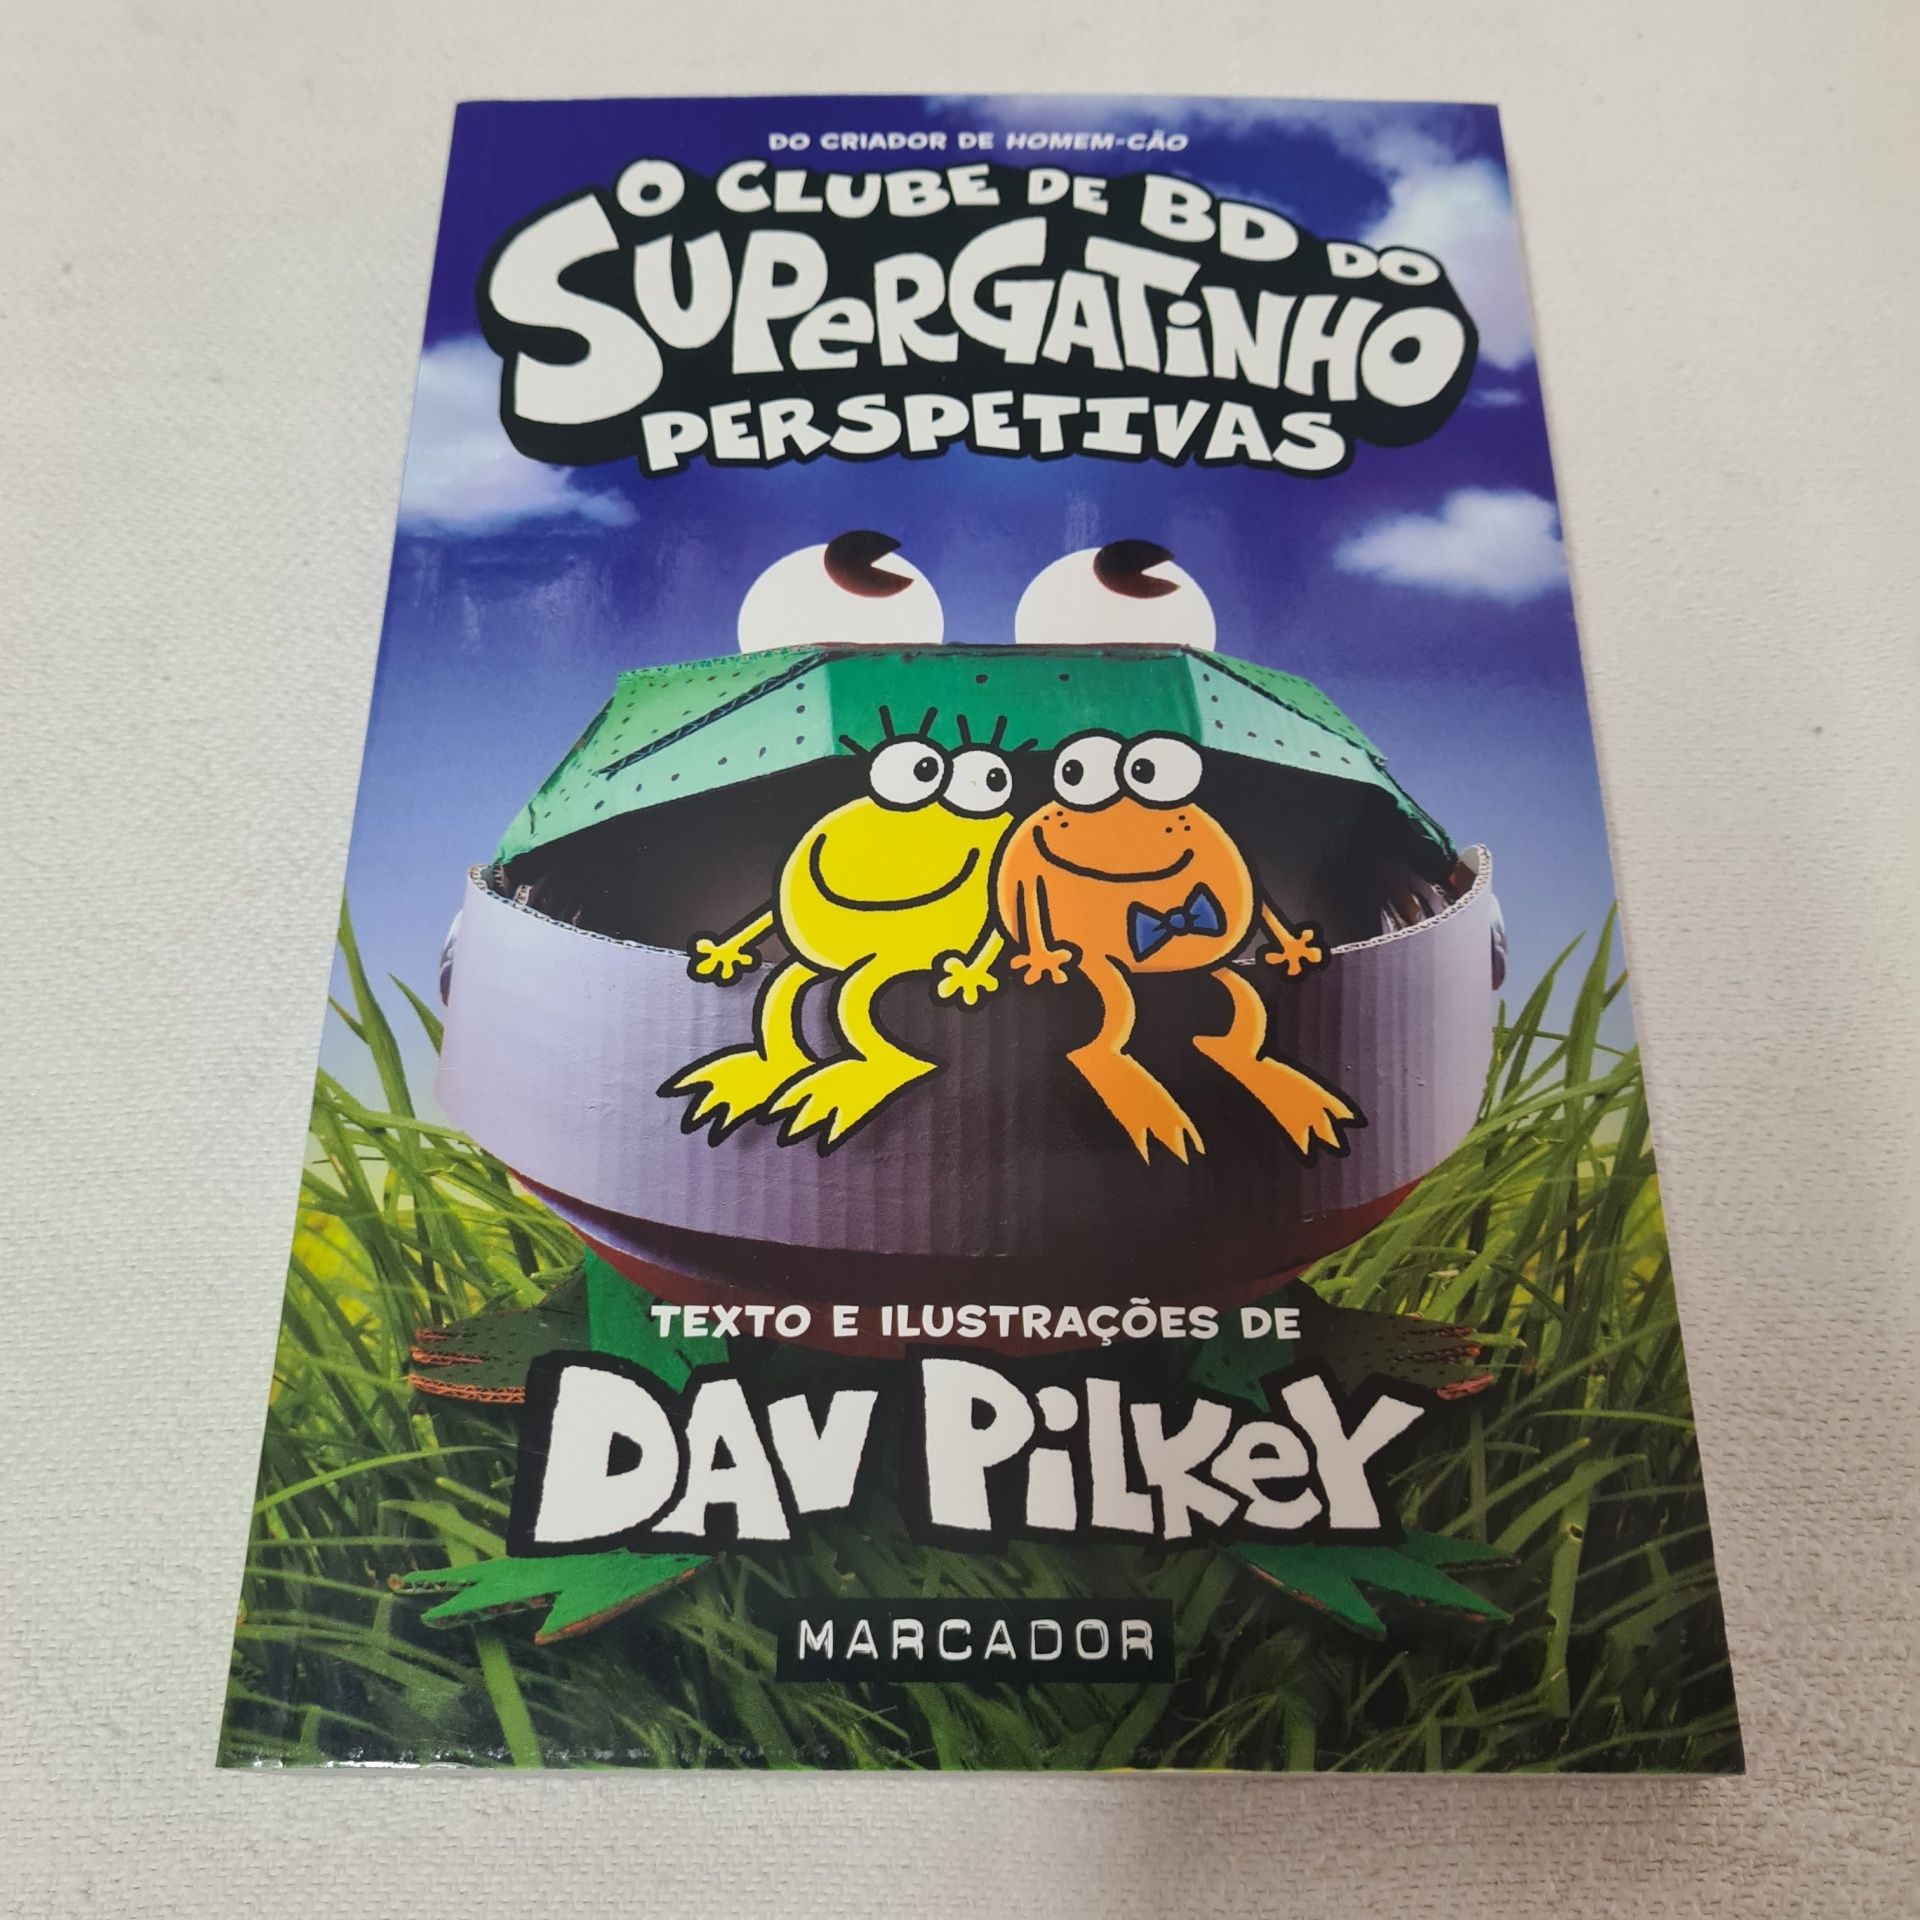 DO CRIADOR DE HOMEM-CÃO
O CLUBE DE BD DO
SUPeRGATiNHO
PERSPETIVAS
TEXTO E ILUSTRAÇÕES DE
DAV PiLKeY
MARCADOR